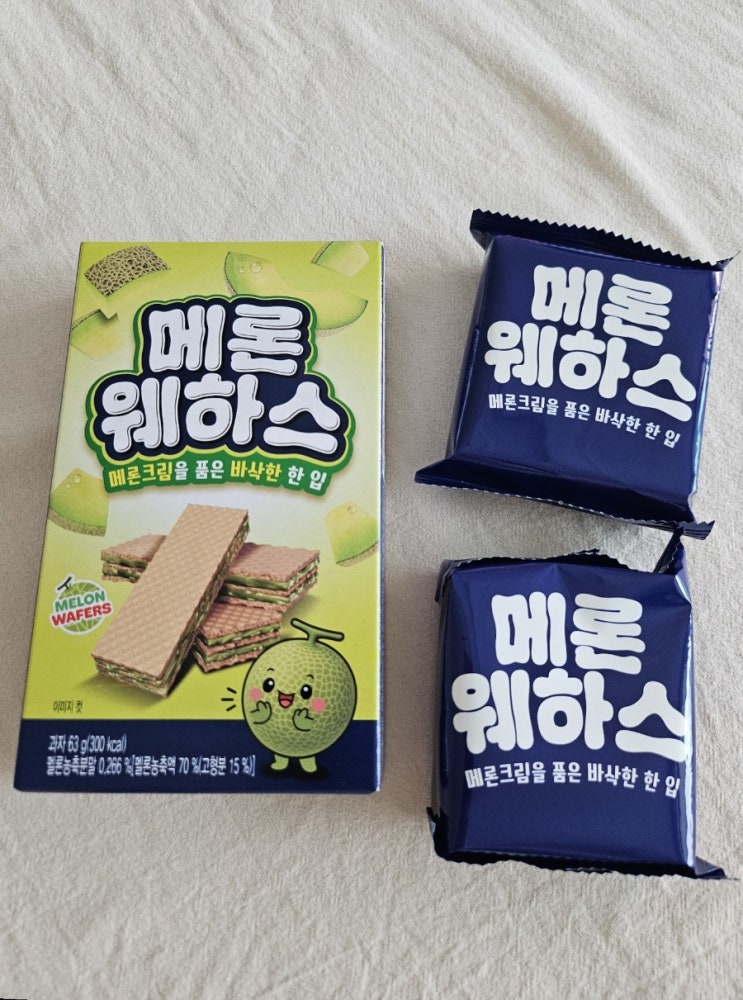 메론
웨하스
메론크림을 품은 바삭한 한 입
MELON
WAFERS
이미지 컷
과자 63 g(300 kcal)
멜론농축분말 0.266 %[멜론농축액 70 %(고형분 15 %)]
메론
웨하스
메론크림을 품은 바삭한 한 입
메론
웨하스
메론크림을 품은 바삭한 한 입